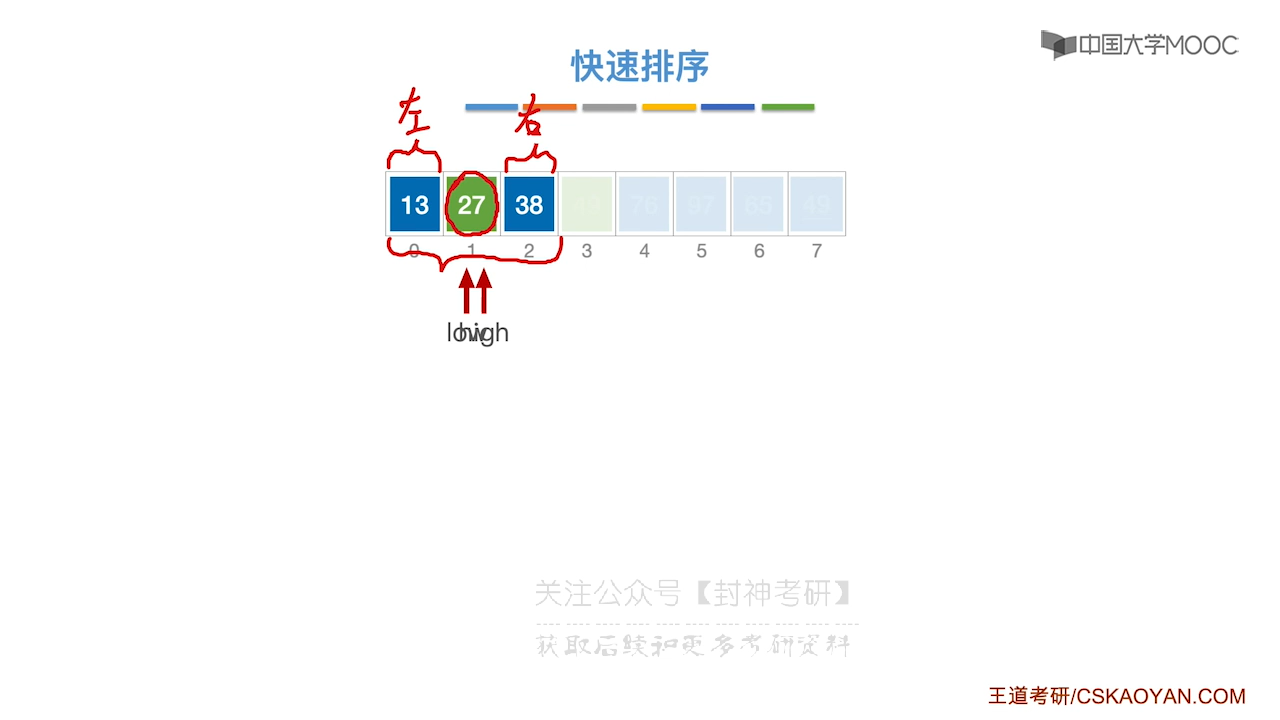 中国大学MOOC
快速排序
左 右
13 27 38 49 76 97 65 49
0 1 2 3 4 5 6 7
low high
关注公众号【封神考研】
获取后续和更多考研资料
王道考研/CSKAOYAN.COM